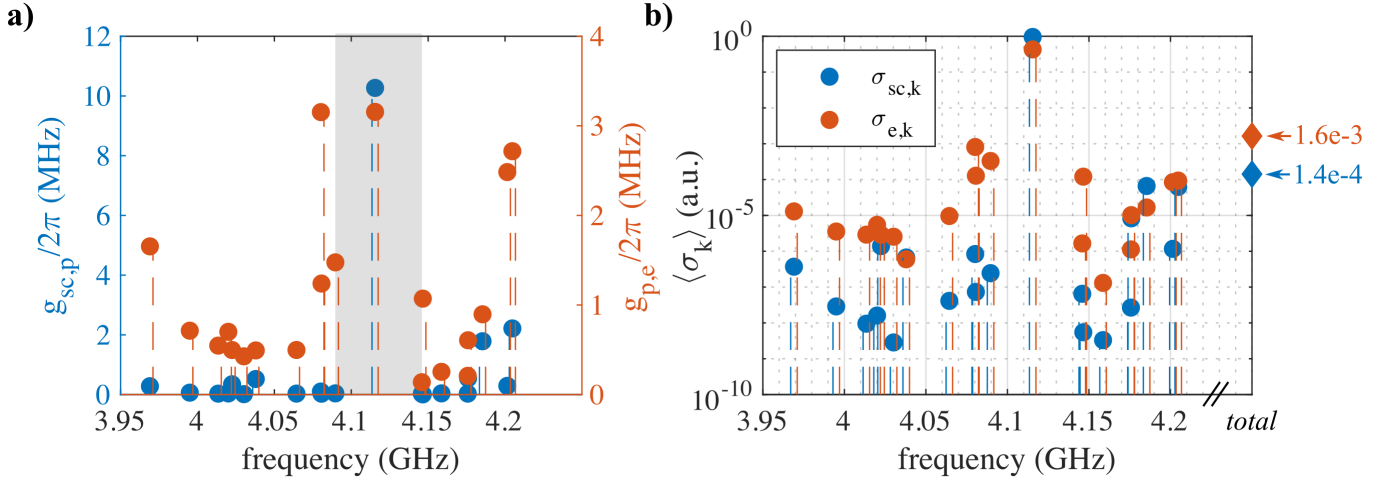 a)
12
10
8
6
4
2
0
g_sc,p/2π (MHz)
4
3
2
1
0
g_p,e/2π (MHz)
3.95 4 4.05 4.1 4.15 4.2
frequency (GHz)
b)
10^0
10^-5
10^-10
⟨σ_k⟩ (a.u.)
σ_sc,k
σ_e,k
1.6e-3
1.4e-4
3.95 4 4.05 4.1 4.15 4.2 total
frequency (GHz)